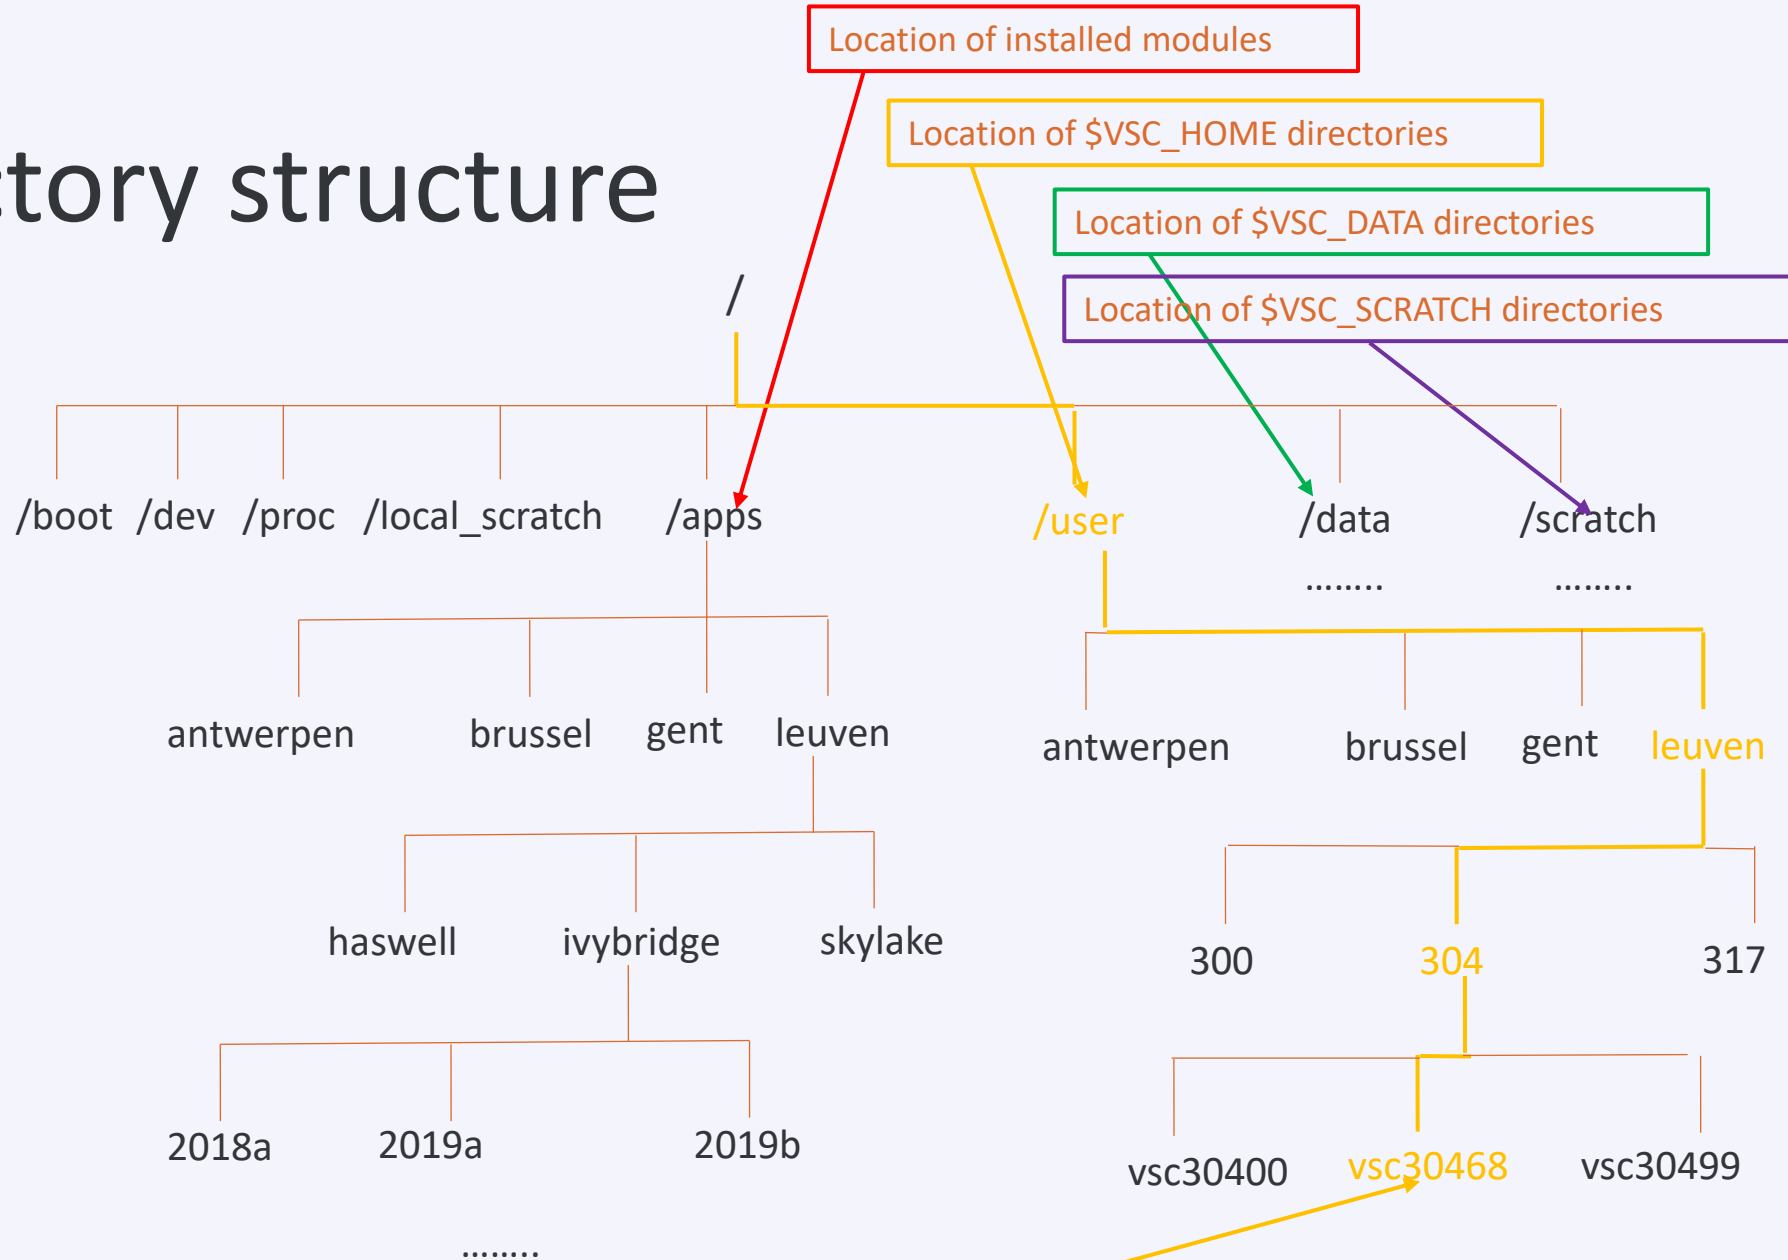 Location of installed modules
Location of $VSC_HOME directories
ctory structure
Location of $VSC_DATA directories
Location of $VSC_SCRATCH directories
/
/boot /dev /proc /local_scratch /apps /user /data /scratch
........ ........
antwerpen brussel gent leuven antwerpen brussel gent leuven
haswell ivybridge skylake 300 304 317
2018a 2019a 2019b vsc30400 vsc30468 vsc30499
........